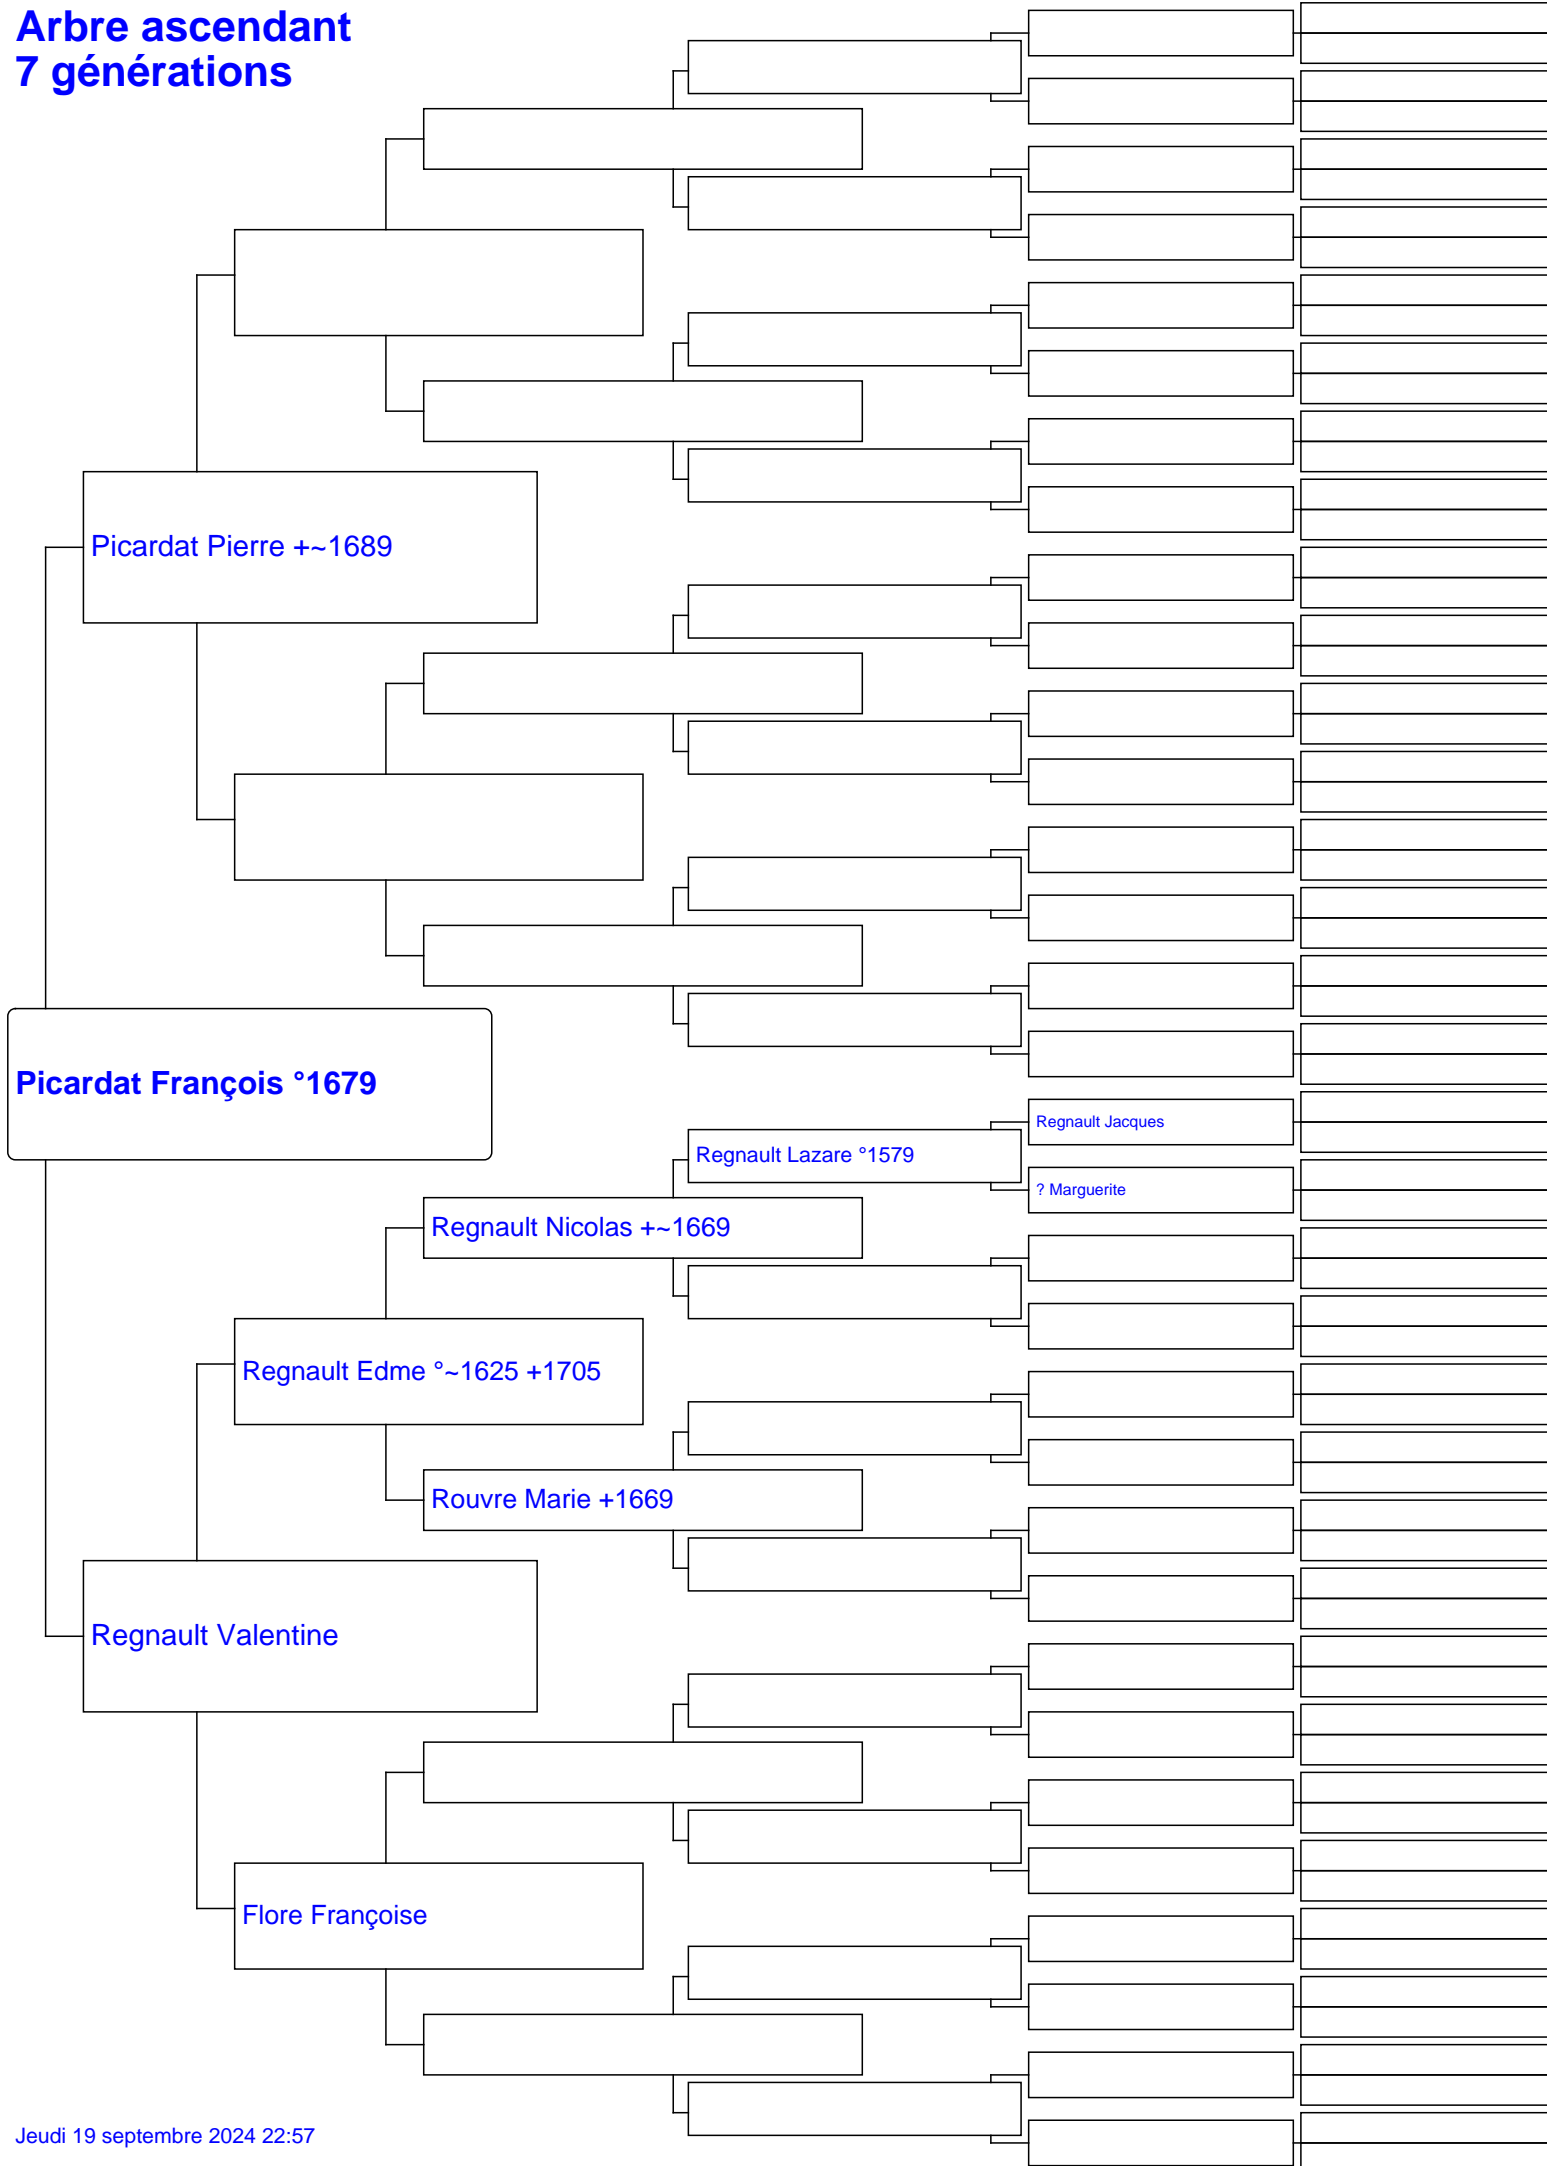 Arbre ascendant
7 générations
Picardat Pierre +~1689
Picardat François °1679
Regnault Jacques
Regnault Lazare °1579
? Marguerite
Regnault Nicolas +~1669
Regnault Edme °~1625 +1705
Rouvre Marie +1669
Regnault Valentine
Flore Françoise
Jeudi 19 septembre 2024 22:57